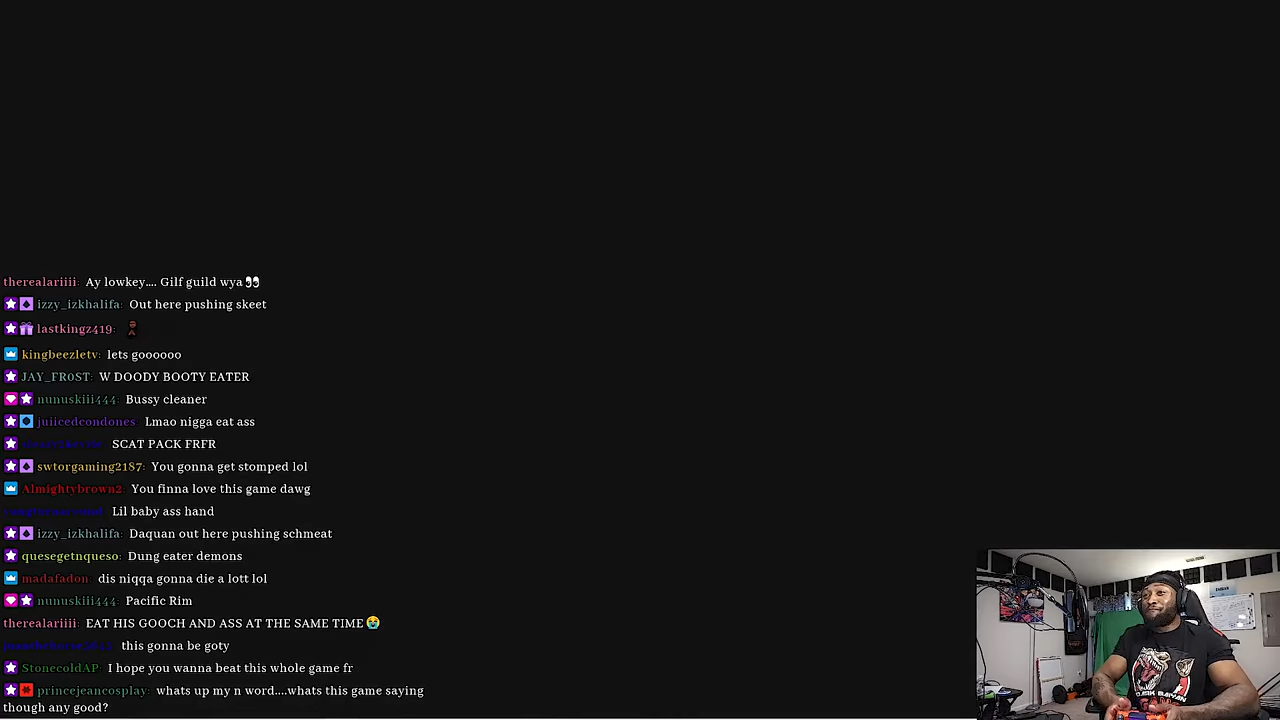 therealariiii: Ay lowkey.... Gilf guild wya👀
izzy_izkhalifa: Out here pushing skeet
lastkingz419:
kingbeezletv: lets goooooo
JAY_FR0ST: W DOODY BOOTY EATER
nunuskiii444: Bussy cleaner
juiicedcondones: Lmao nigga eat ass
SCAT PACK FRFR
swtorgaming2187: You gonna get stomped lol
Almightybrown2: You finna love this game dawg
Lil baby ass hand
izzy_izkhalifa: Daquan out here pushing schmeat
quesegetnqueso: Dung eater demons
madafadon: dis niqqa gonna die a lott lol
nunuskiii444: Pacific Rim
therealariiii: EAT HIS GOOCH AND ASS AT THE SAME TIME😭
this gonna be goty
StonecoldAP: I hope you wanna beat this whole game fr
princejeancosplay: whats up my n word....whats this game saying
though any good?